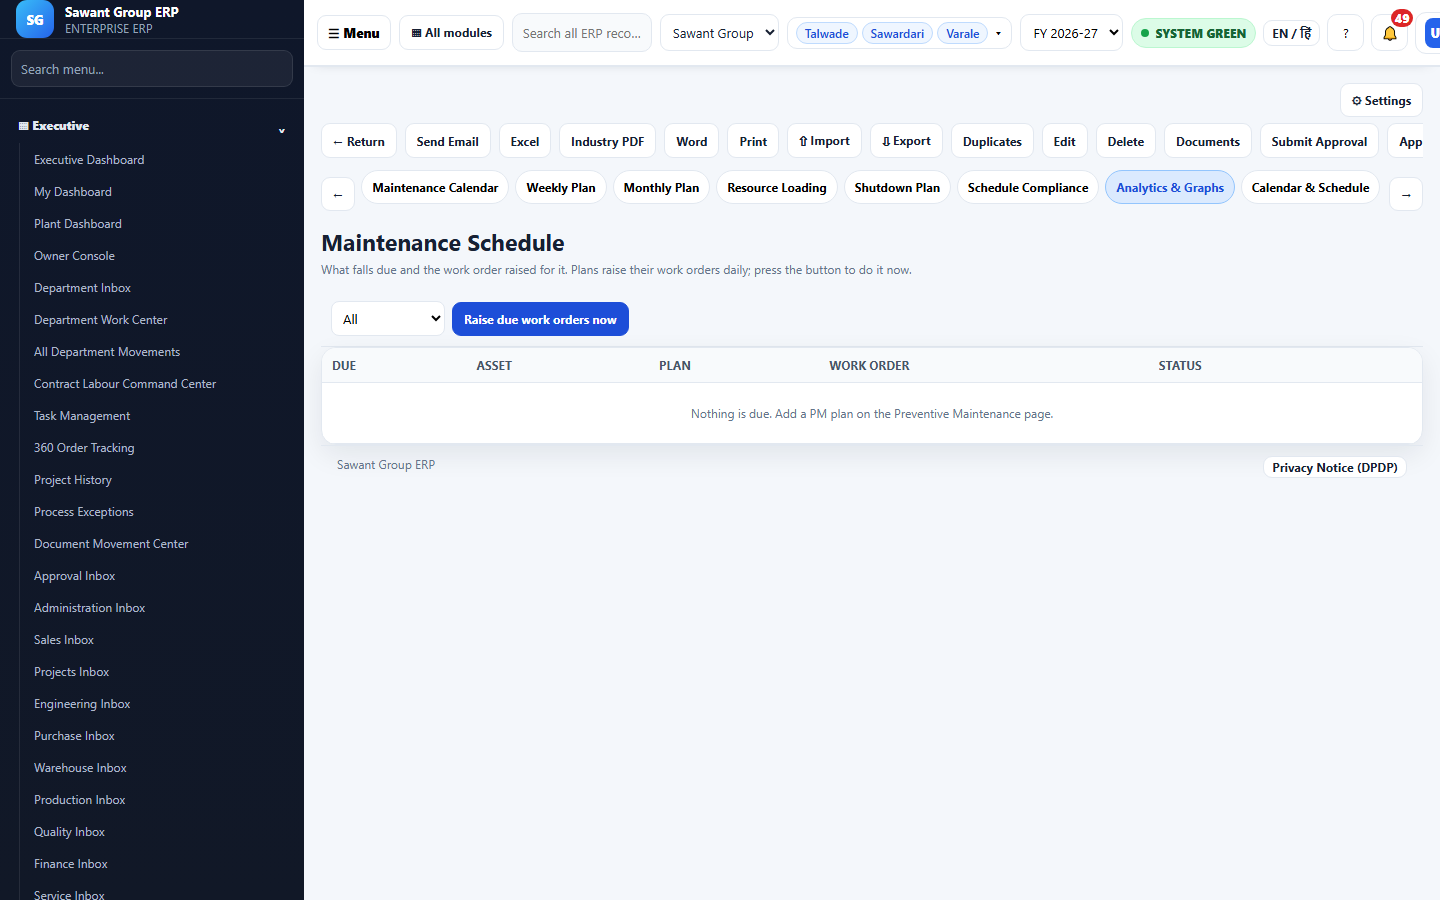 SG
Sawant Group ERP
ENTERPRISE ERP
Search menu...
Executive
Executive Dashboard
My Dashboard
Plant Dashboard
Owner Console
Department Inbox
Department Work Center
All Department Movements
Contract Labour Command Center
Task Management
360 Order Tracking
Project History
Process Exceptions
Document Movement Center
Approval Inbox
Administration Inbox
Sales Inbox
Projects Inbox
Engineering Inbox
Purchase Inbox
Warehouse Inbox
Production Inbox
Quality Inbox
Finance Inbox
Service Inbox
☰ Menu
All modules
Search all ERP reco...
Sawant Group
Talwade Sawardari Varale
FY 2026-27
SYSTEM GREEN
EN / हिं
?
49
U
⚙ Settings
← Return Send Email Excel Industry PDF Word Print ⇧ Import ⇩ Export Duplicates Edit Delete Documents Submit Approval App
← Maintenance Calendar Weekly Plan Monthly Plan Resource Loading Shutdown Plan Schedule Compliance Analytics & Graphs Calendar & Schedule →
Maintenance Schedule
What falls due and the work order raised for it. Plans raise their work orders daily; press the button to do it now.
All Raise due work orders now
DUE ASSET PLAN WORK ORDER STATUS
Nothing is due. Add a PM plan on the Preventive Maintenance page.
Sawant Group ERP
Privacy Notice (DPDP)